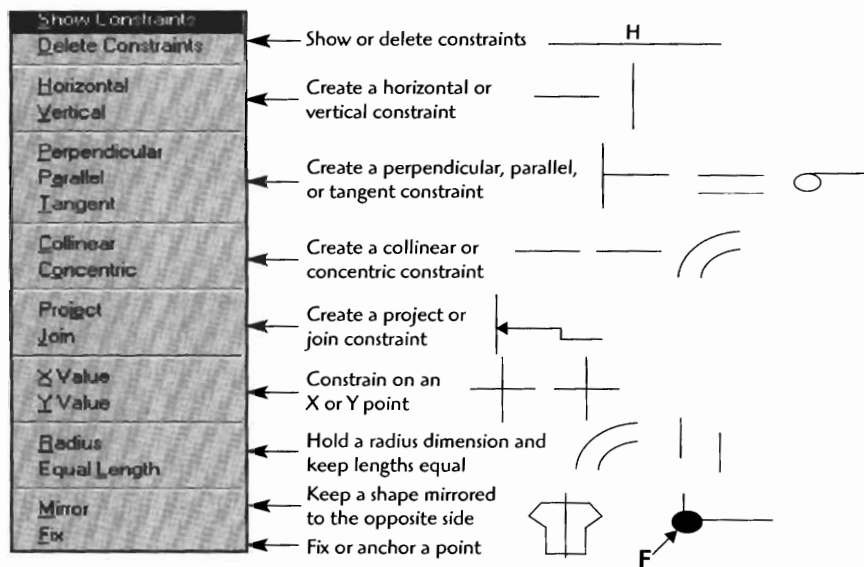 Show Constraints
Delete Constraints
Show or delete constraints
H
Horizontal
Vertical
Create a horizontal or
vertical constraint
Perpendicular
Parallel
Tangent
Create a perpendicular, parallel,
or tangent constraint
Collinear
Concentric
Create a collinear or
concentric constraint
Project
Join
Create a project or
join constraint
X Value
Y Value
Constrain on an
X or Y point
Radius
Equal Length
Hold a radius dimension and
keep lengths equal
Mirror
Fix
Keep a shape mirrored
to the opposite side
Fix or anchor a point
F